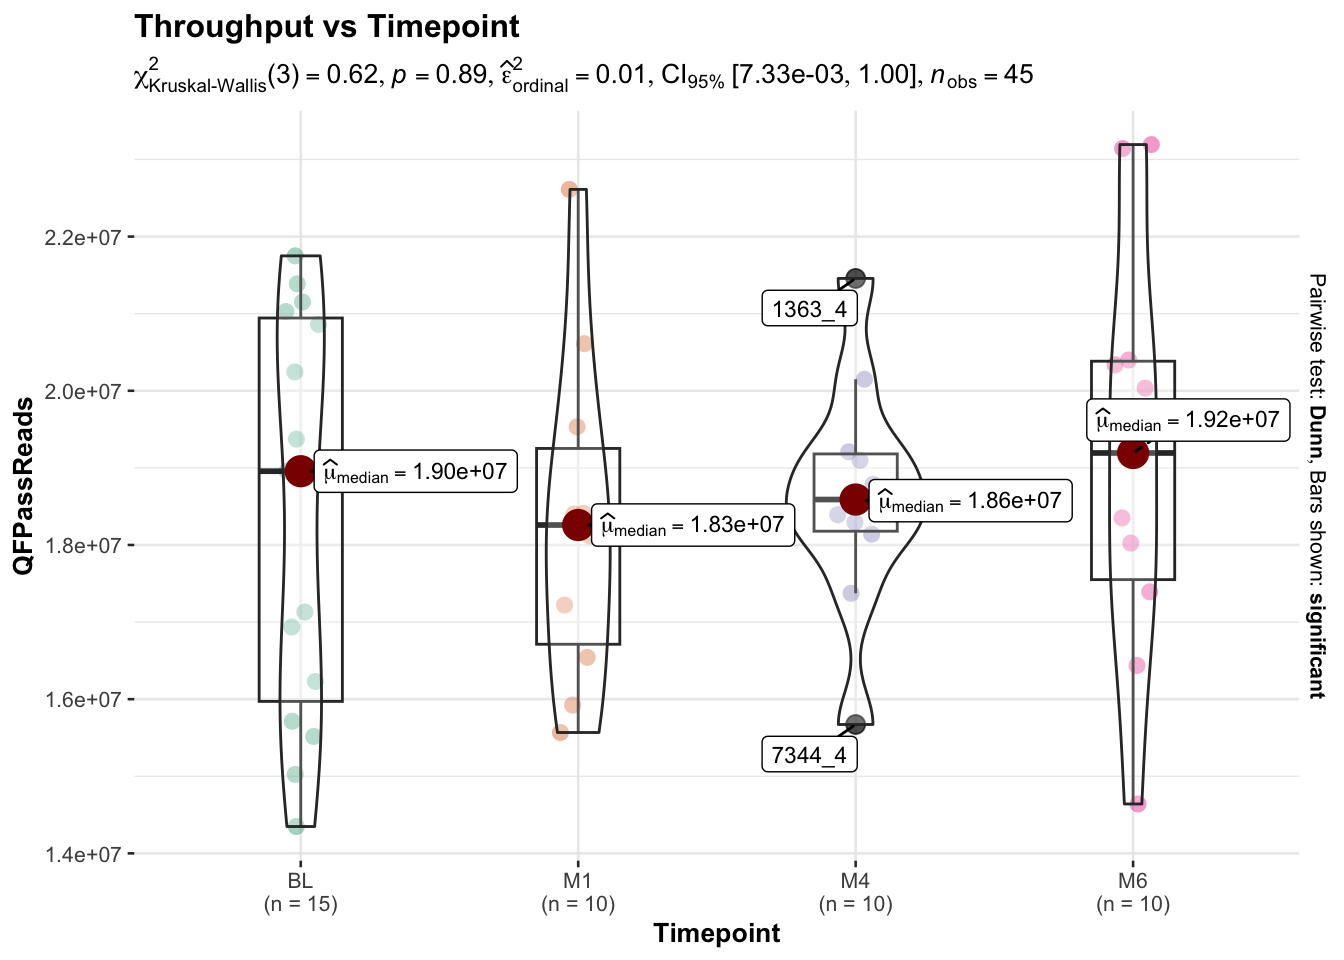 Throughput vs Timepoint
χ²Kruskal-Wallis(3) = 0.62, p = 0.89, ε̂²ordinal = 0.01, CI95% [7.33e-03, 1.00], nobs = 45
QFPassReads
2.2e+07
2.0e+07
1.8e+07
1.6e+07
1.4e+07
μ̂median = 1.90e+07
μ̂median = 1.83e+07
1363_4
μ̂median = 1.86e+07
7344_4
μ̂median = 1.92e+07
Pairwise test: Dunn, Bars shown: significant
BL
(n = 15)
M1
(n = 10)
M4
(n = 10)
M6
(n = 10)
Timepoint